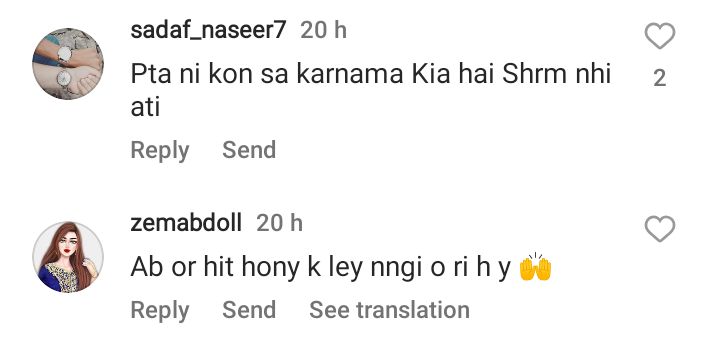 sadaf_naseer7 20 h
Pta ni kon sa karnama Kia hai Shrm nhi
ati
2
Reply Send
zemabdoll 20 h
Ab or hit hony k ley nngi o ri h y 🙌
Reply Send See translation